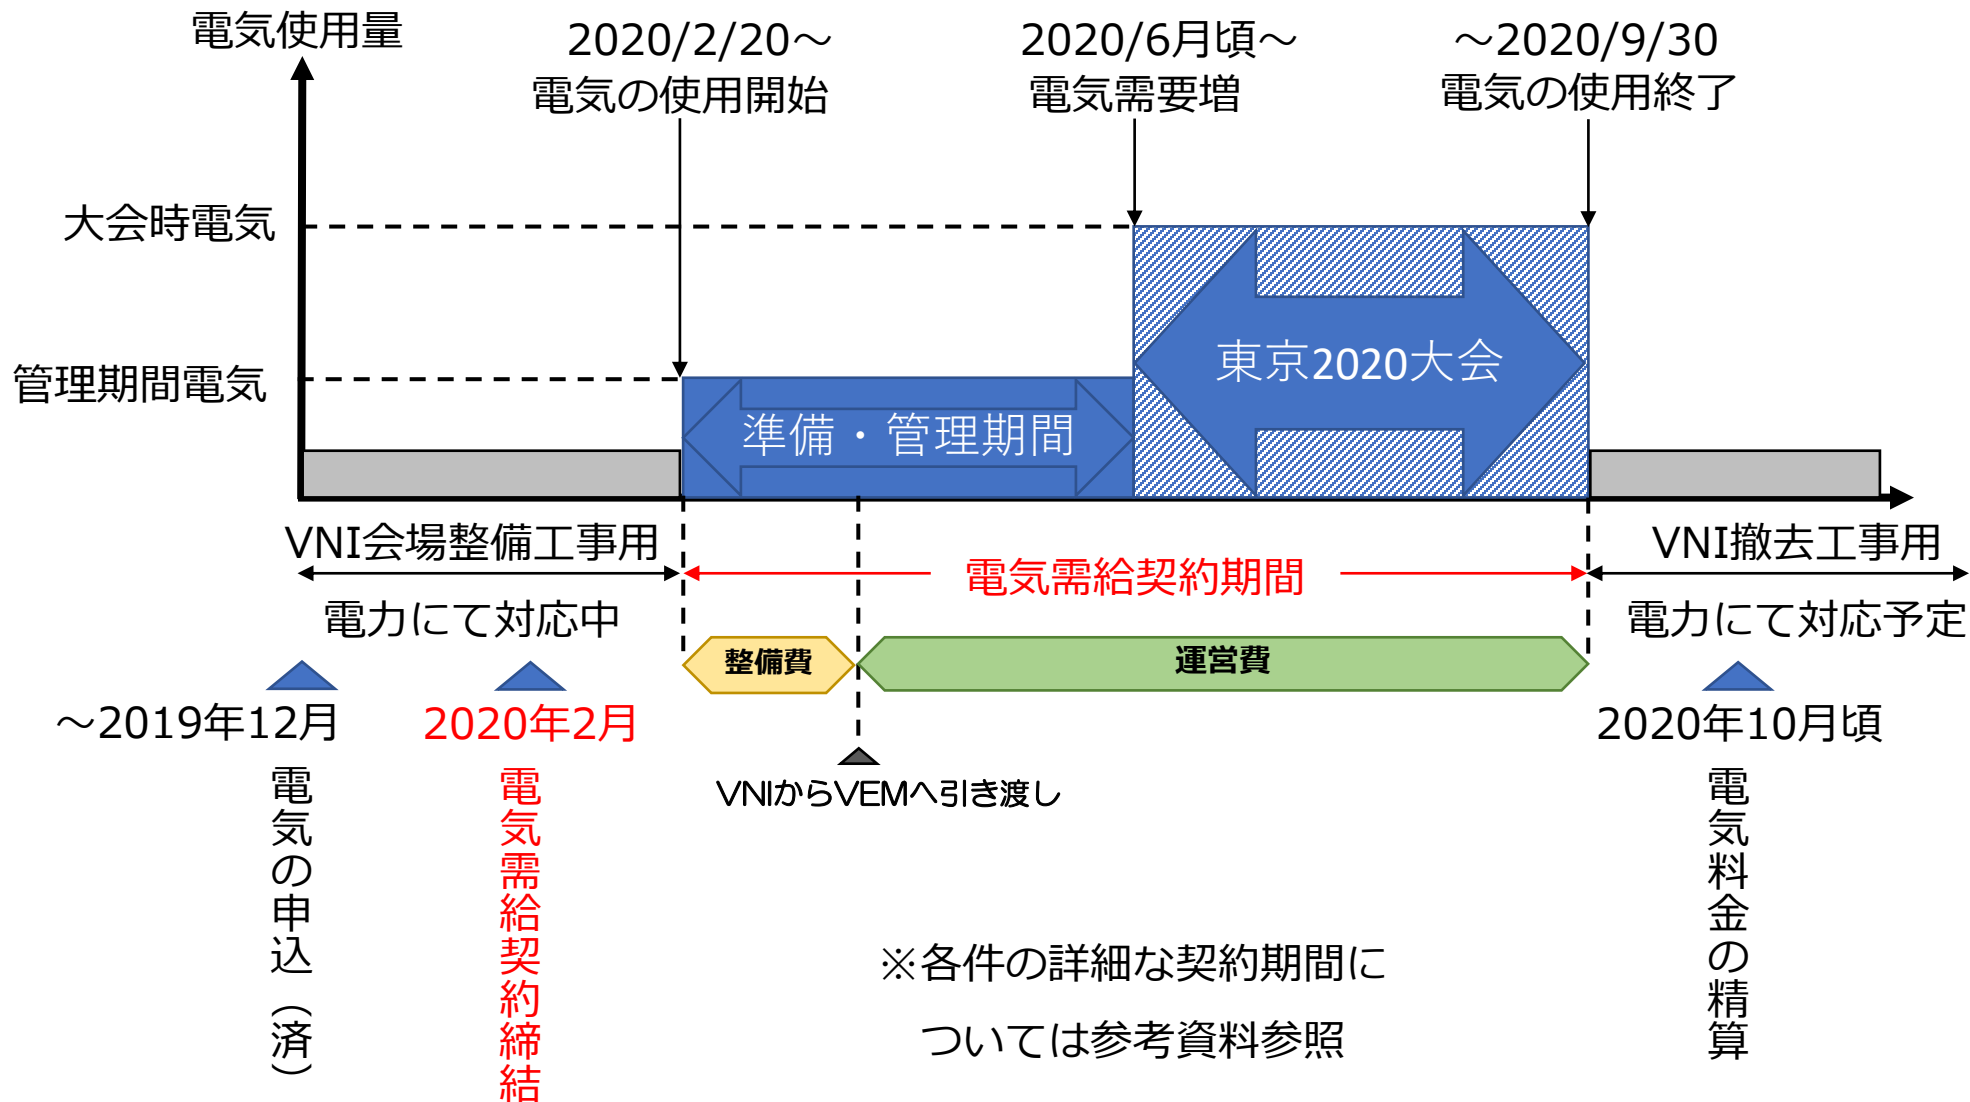 電気使用量
2020/2/20～
電気の使用開始
2020/6月頃～
電気需要増
～2020/9/30
電気の使用終了
大会時電気
管理期間電気
準備・管理期間
東京2020大会
VNI会場整備工事用
電力にて対応中
電気需給契約期間
VNI撤去工事用
電力にて対応予定
整備費
運営費
～2019年12月
電気の申込（済）
2020年2月
電気需給契約締結
VNIからVEMへ引き渡し
2020年10月頃
電気料金の精算
※各件の詳細な契約期間に
ついては参考資料参照